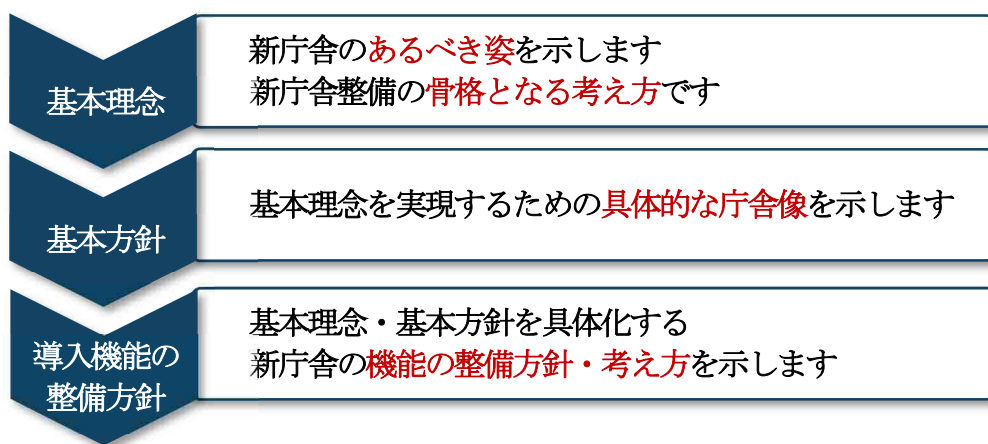 基本理念
新庁舎のあるべき姿を示します
新庁舎整備の骨格となる考え方です
基本方針
基本理念を実現するための具体的な庁舎像を示します
導入機能の
整備方針
基本理念・基本方針を具体化する
新庁舎の機能の整備方針・考え方を示します